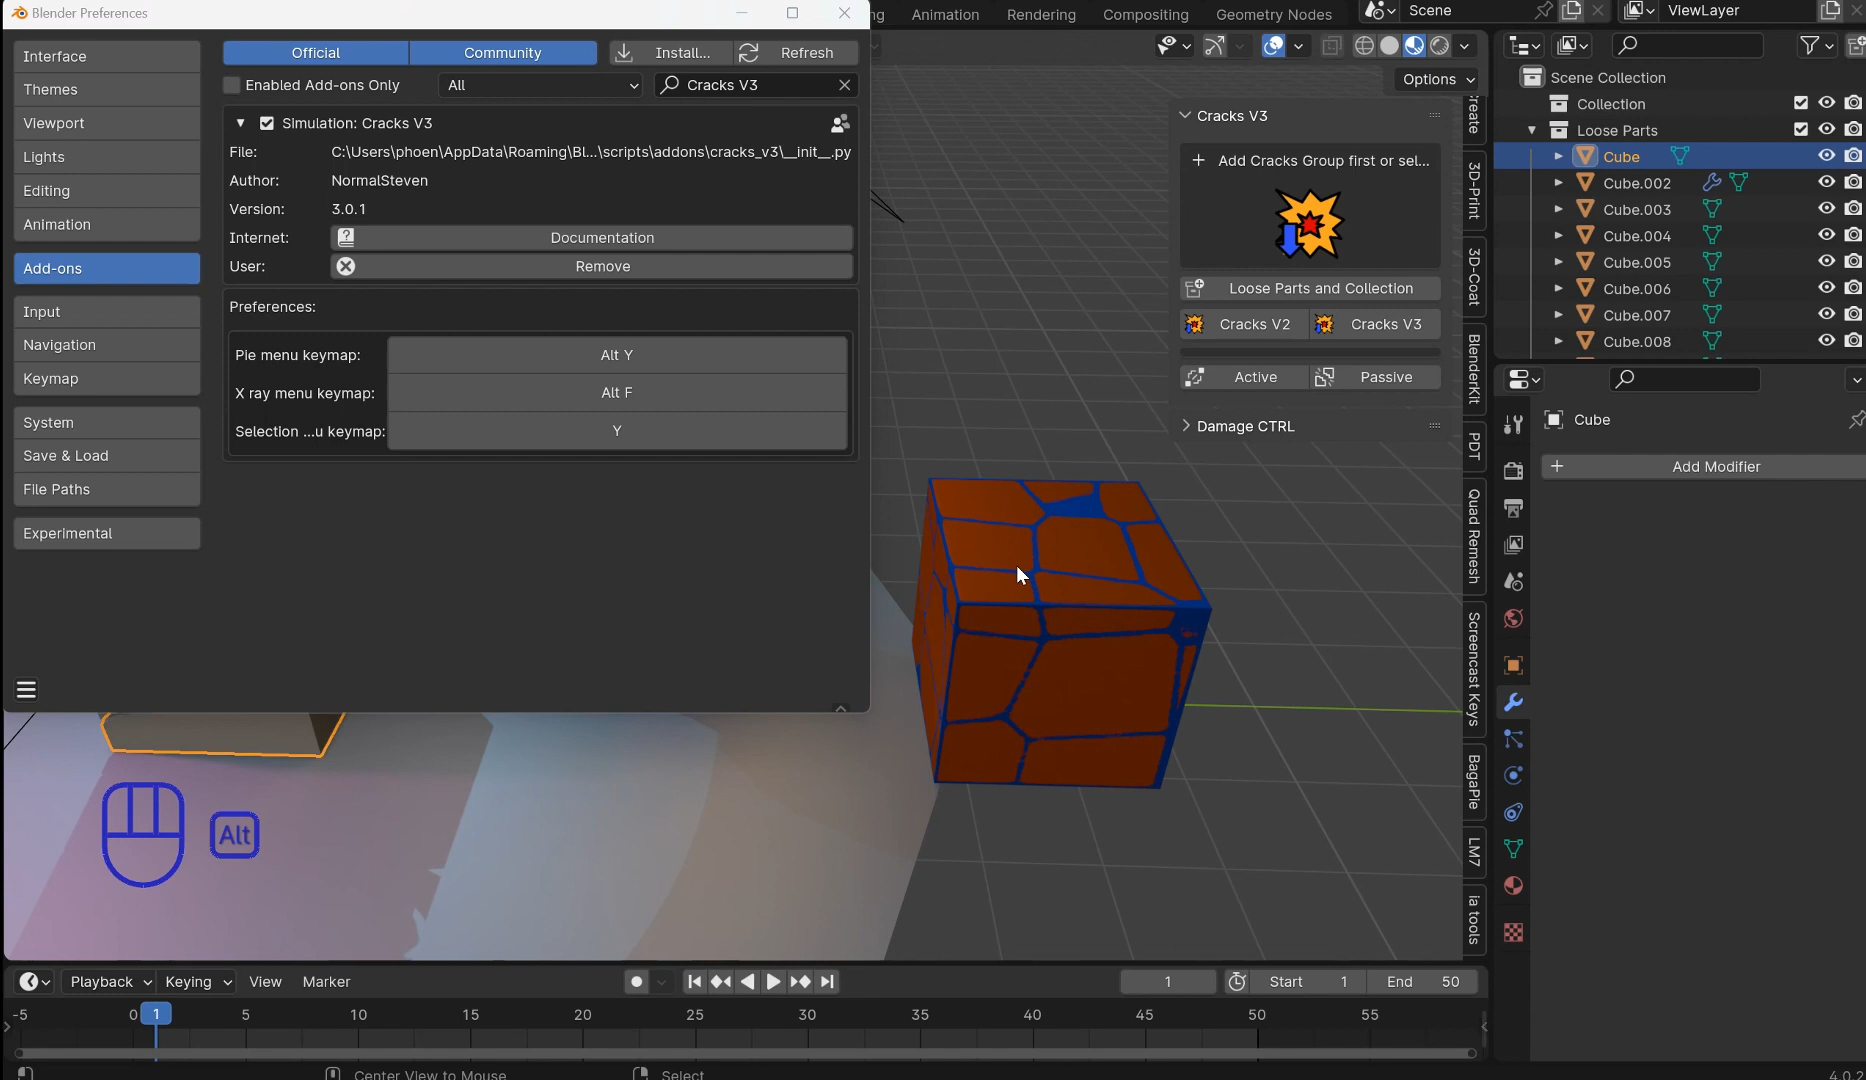 Blender Preferences
ng Animation Rendering Compositing Geometry Nodes Scene ViewLayer
Interface
Themes
Viewport
Lights
Editing
Animation
Add-ons
Input
Navigation
Keymap
System
Save & Load
File Paths
Experimental
Official Community Install... Refresh
Enabled Add-ons Only All Cracks V3
Simulation: Cracks V3
File: C:\Users\phoen\AppData\Roaming\Bl...\scripts\addons\cracks_v3\__init__.py
Author: NormalSteven
Version: 3.0.1
Internet: Documentation
User: Remove
Preferences:
Pie menu keymap: Alt Y
X ray menu keymap: Alt F
Selection ...u keymap: Y
Options
Cracks V3
Add Cracks Group first or sel...
Loose Parts and Collection
Cracks V2 Cracks V3
Active Passive
Damage CTRL
reate
3D-Print
3D-Coat
BlenderKit
PDT
Quad Remesh
Screencast Keys
BagaPie
LM7
ia tools
Scene Collection
Collection
Loose Parts
Cube
Cube.002
Cube.003
Cube.004
Cube.005
Cube.006
Cube.007
Cube.008
Cube
Add Modifier
Alt
Playback Keying View Marker 1 Start 1 End 50
-5 0 1 5 10 15 20 25 30 35 40 45 50 55
Center View to Mouse Select 4.0.2